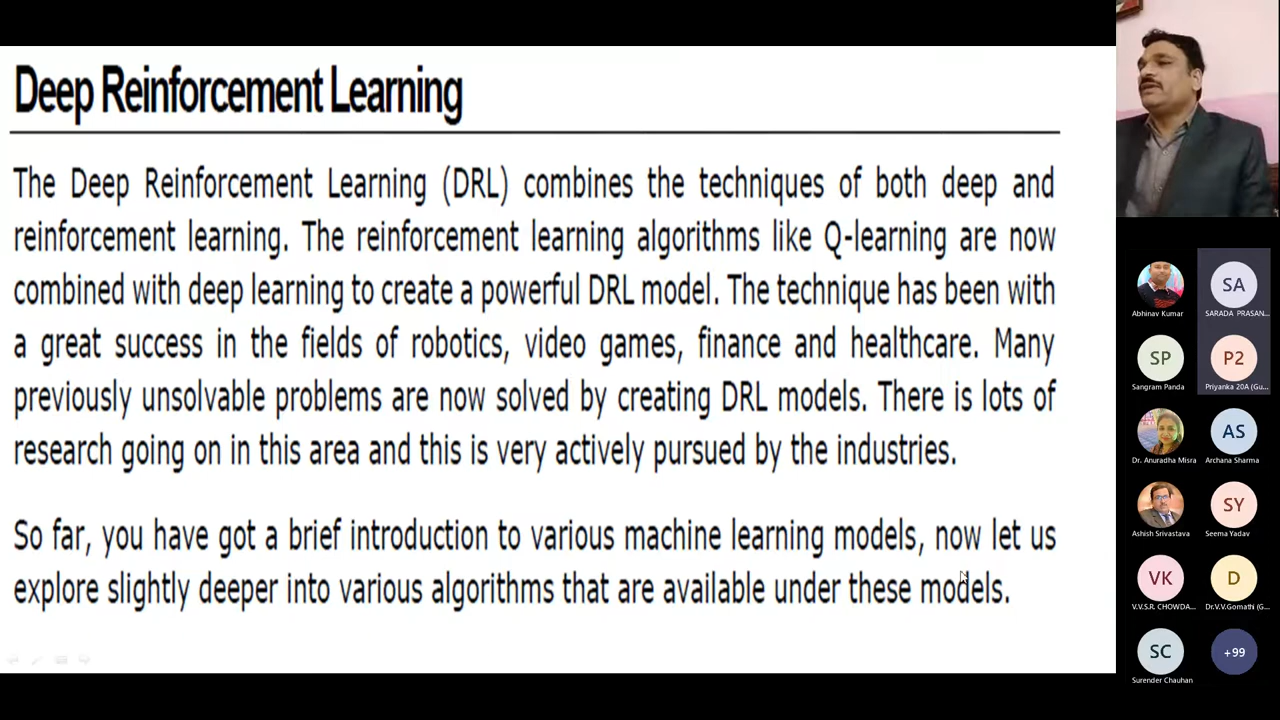 Deep Reinforcement Learning
The Deep Reinforcement Learning (DRL) combines the techniques of both deep and
reinforcement learning. The reinforcement learning algorithms like Q-learning are now
combined with deep learning to create a powerful DRL model. The technique has been with
a great success in the fields of robotics, video games, finance and healthcare. Many
previously unsolvable problems are now solved by creating DRL models. There is lots of
research going on in this area and this is very actively pursued by the industries.
So far, you have got a brief introduction to various machine learning models, now let us
explore slightly deeper into various algorithms that are available under these models.
SA
Abhinav Kumar
SARADA PRASAN...
SP
P2
Sangram Panda
Priyanka 20A (Gu...
AS
Dr. Anuradha Misra
Archana Sharma
SY
Ashish Srivastava
Seema Yadav
VK
D
V.V.S.R. CHOWDA...
Dr.V.V.Gomathi (G...
SC
+99
Surender Chauhan